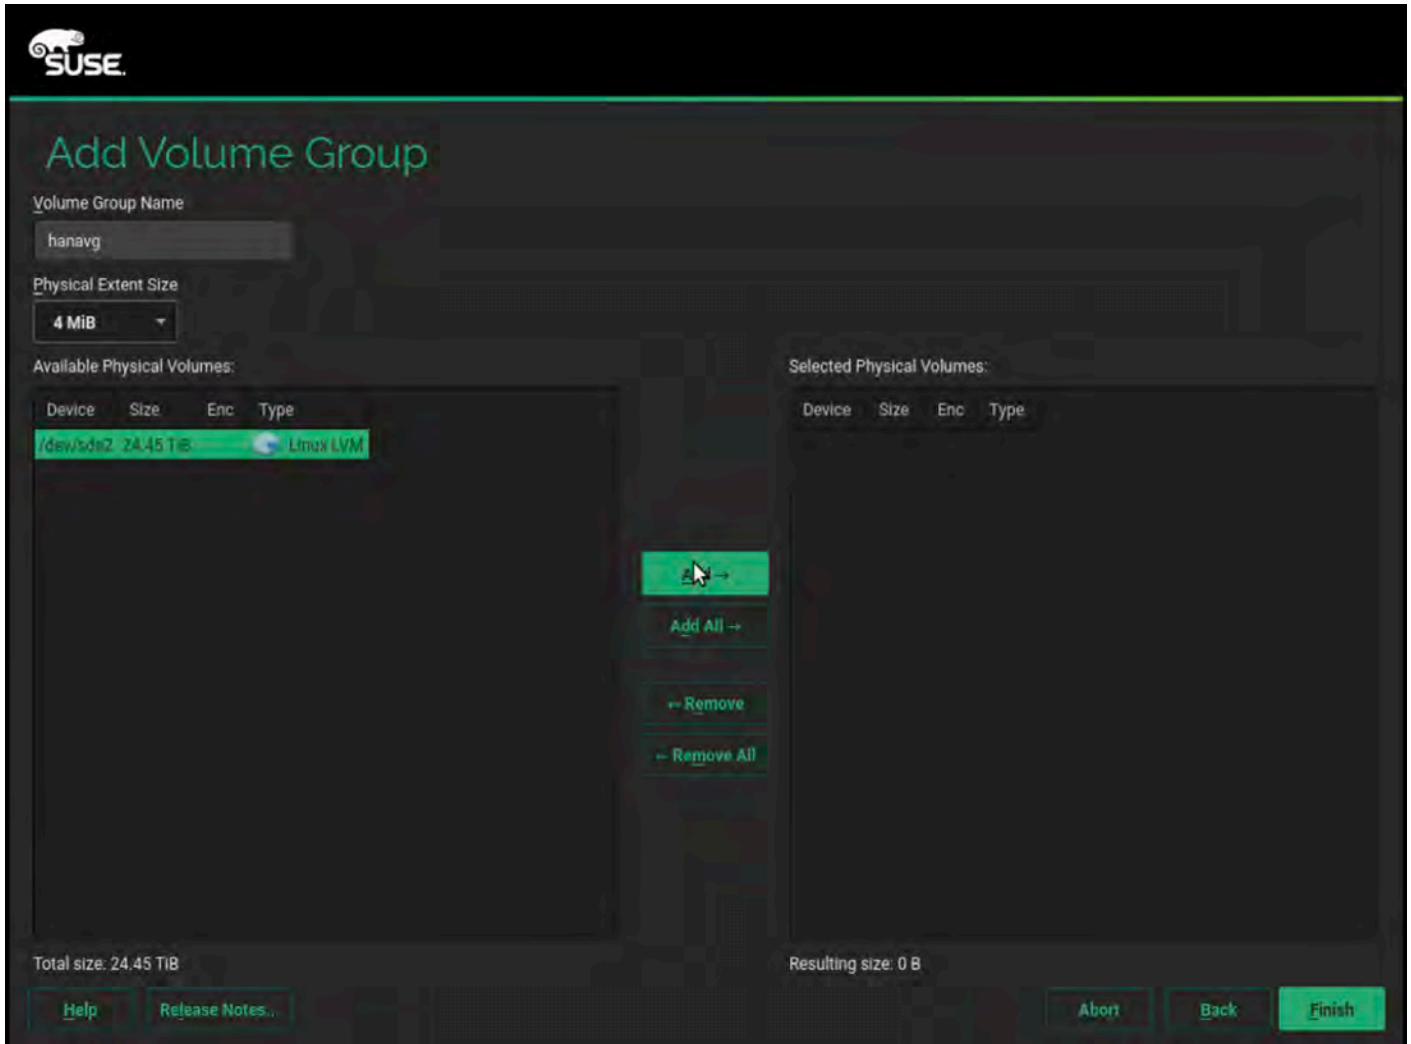 SUSE.
Add Volume Group
Volume Group Name
hanavg
Physical Extent Size
4 MiB
Available Physical Volumes:
Selected Physical Volumes:
Device Size Enc Type
Device Size Enc Type
24.45 TiB Linux LVM
→
Add All →
← Remove
← Remove All
Total size: 24.45 TiB
Resulting size: 0 B
Help Release Notes... Abort Back Finish